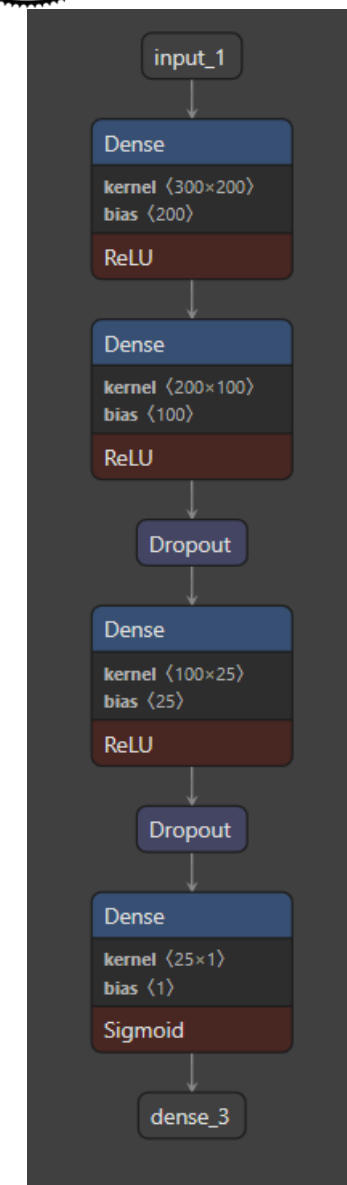 input_1
Dense
kernel 〈300×200〉
bias 〈200〉
ReLU
Dense
kernel 〈200×100〉
bias 〈100〉
ReLU
Dropout
Dense
kernel 〈100×25〉
bias 〈25〉
ReLU
Dropout
Dense
kernel 〈25×1〉
bias 〈1〉
Sigmoid
dense_3